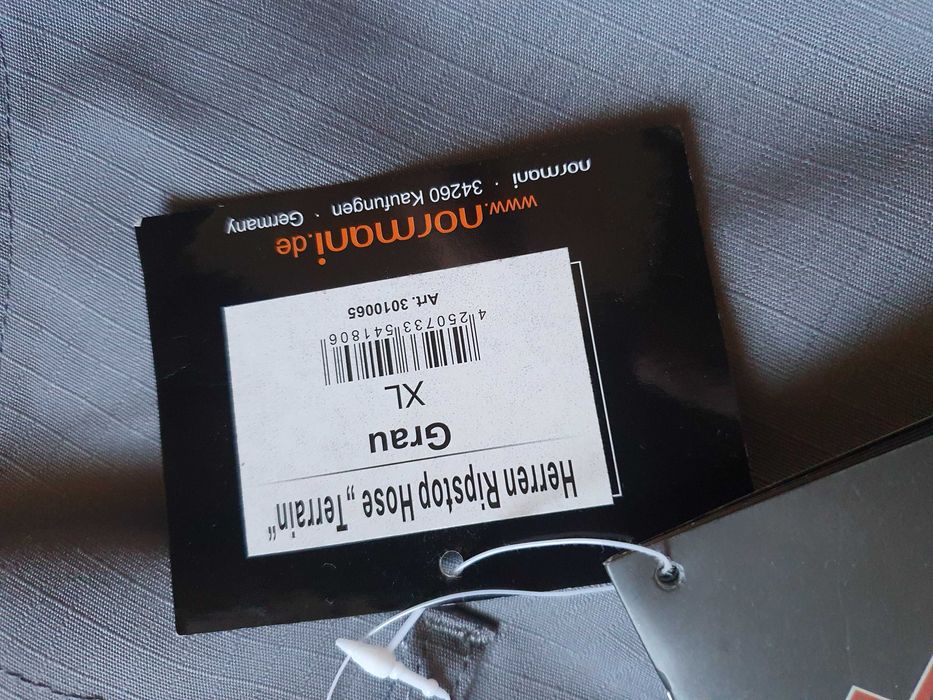 Herren Ripstop Hose „Terrain“
Grau
XL
4 250733 541806
Art. 3010065
www.normani.de
normani · 34260 Kaufungen · Germany